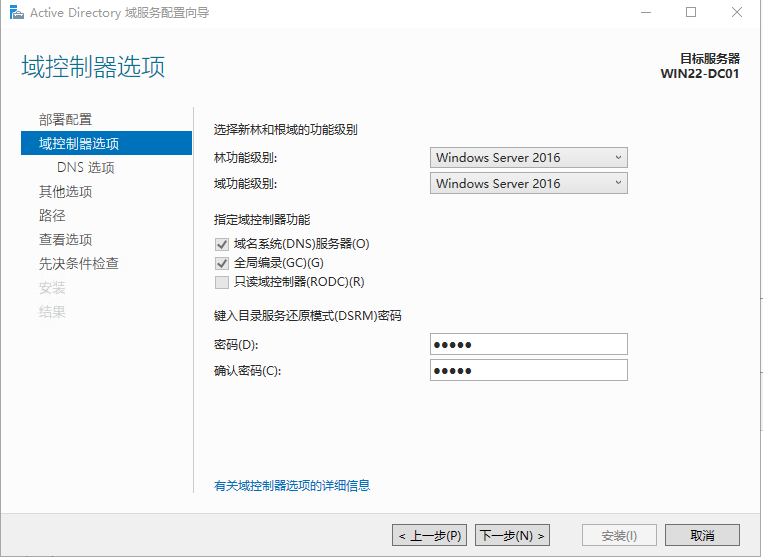 Active Directory 域服务配置向导
域控制器选项
目标服务器
WIN22-DC01
部署配置
域控制器选项
DNS 选项
其他选项
路径
查看选项
先决条件检查
安装
结果
选择新林和根域的功能级别
林功能级别:
Windows Server 2016
域功能级别:
Windows Server 2016
指定域控制器功能
域名系统(DNS)服务器(O)
全局编录(GC)(G)
只读域控制器(RODC)(R)
键入目录服务还原模式(DSRM)密码
密码(D):
●●●●●
确认密码(C):
●●●●●
有关域控制器选项的详细信息
< 上一步(P)
下一步(N) >
安装(I)
取消